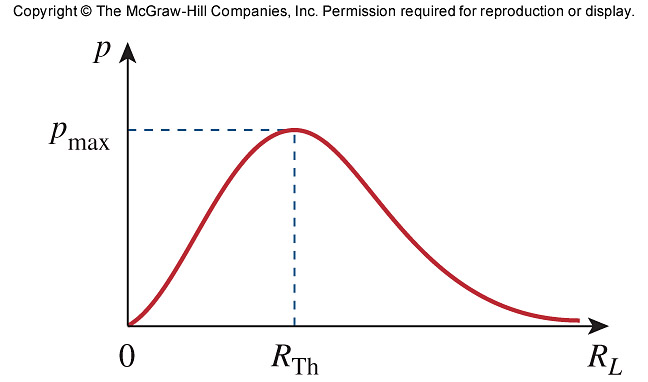 Copyright © The McGraw-Hill Companies, Inc. Permission required for reproduction or display.
p
pmax
0
RTh
RL